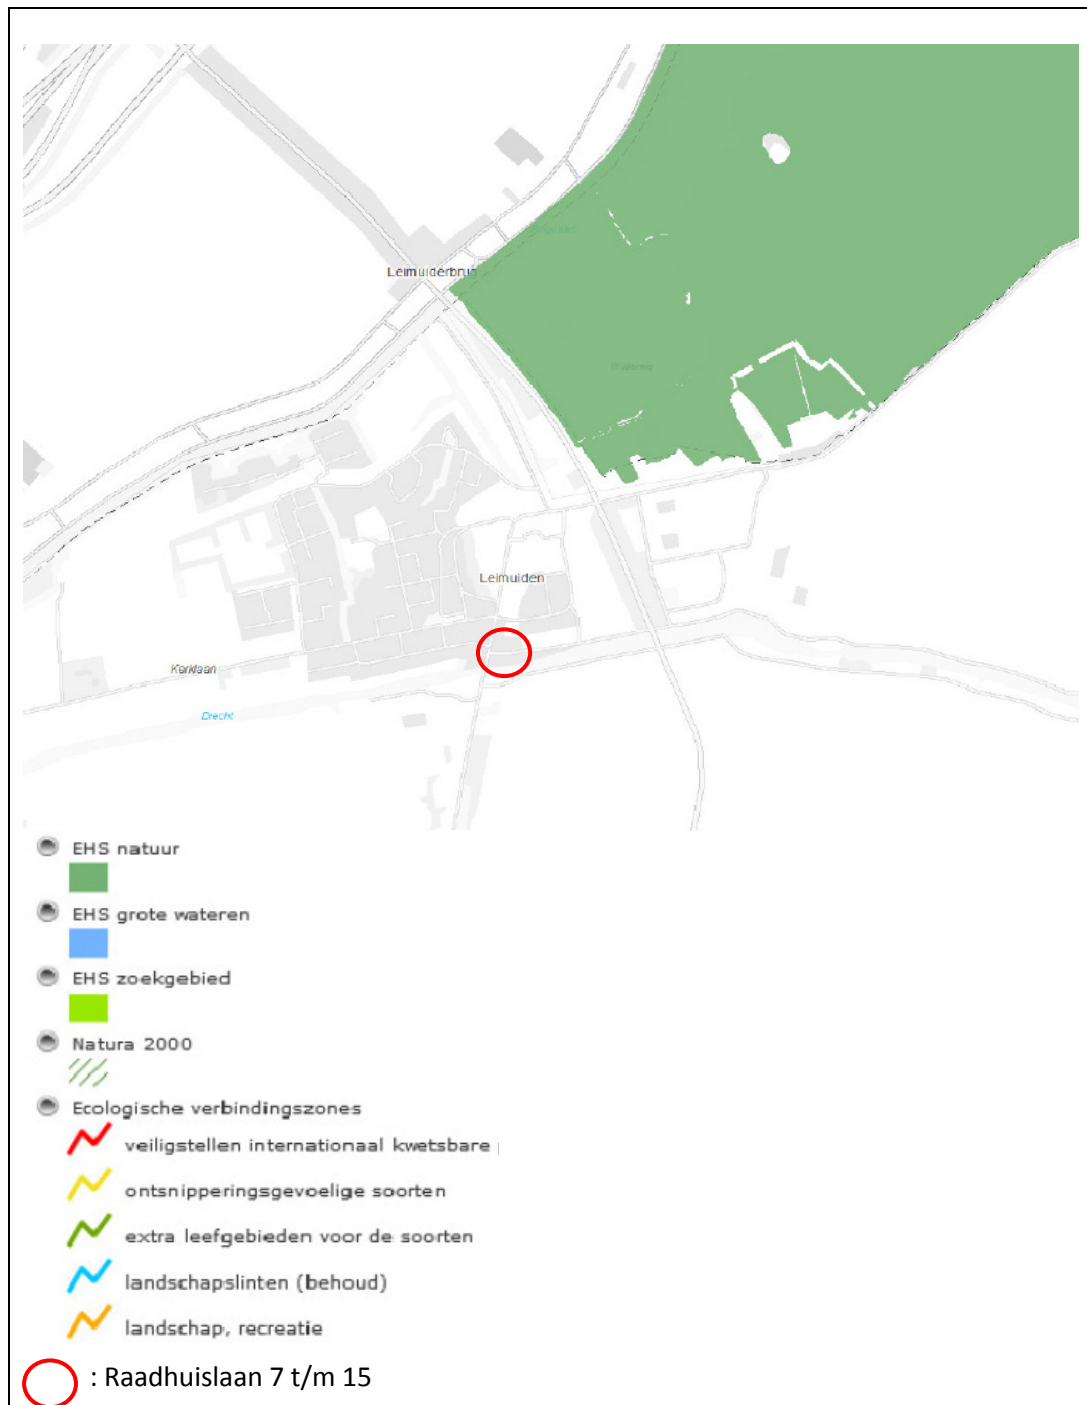 Leimuiderbrug
Leimuiden
Kerklaan
Drecht
EHS natuur
EHS grote wateren
EHS zoekgebied
Natura 2000
Ecologische verbindingszones
veiligstellen internationaal kwetsbare
ontsnipperingsgevoelige soorten
extra leefgebieden voor de soorten
landschapslinten (behoud)
landschap, recreatie
: Raadhuislaan 7 t/m 15